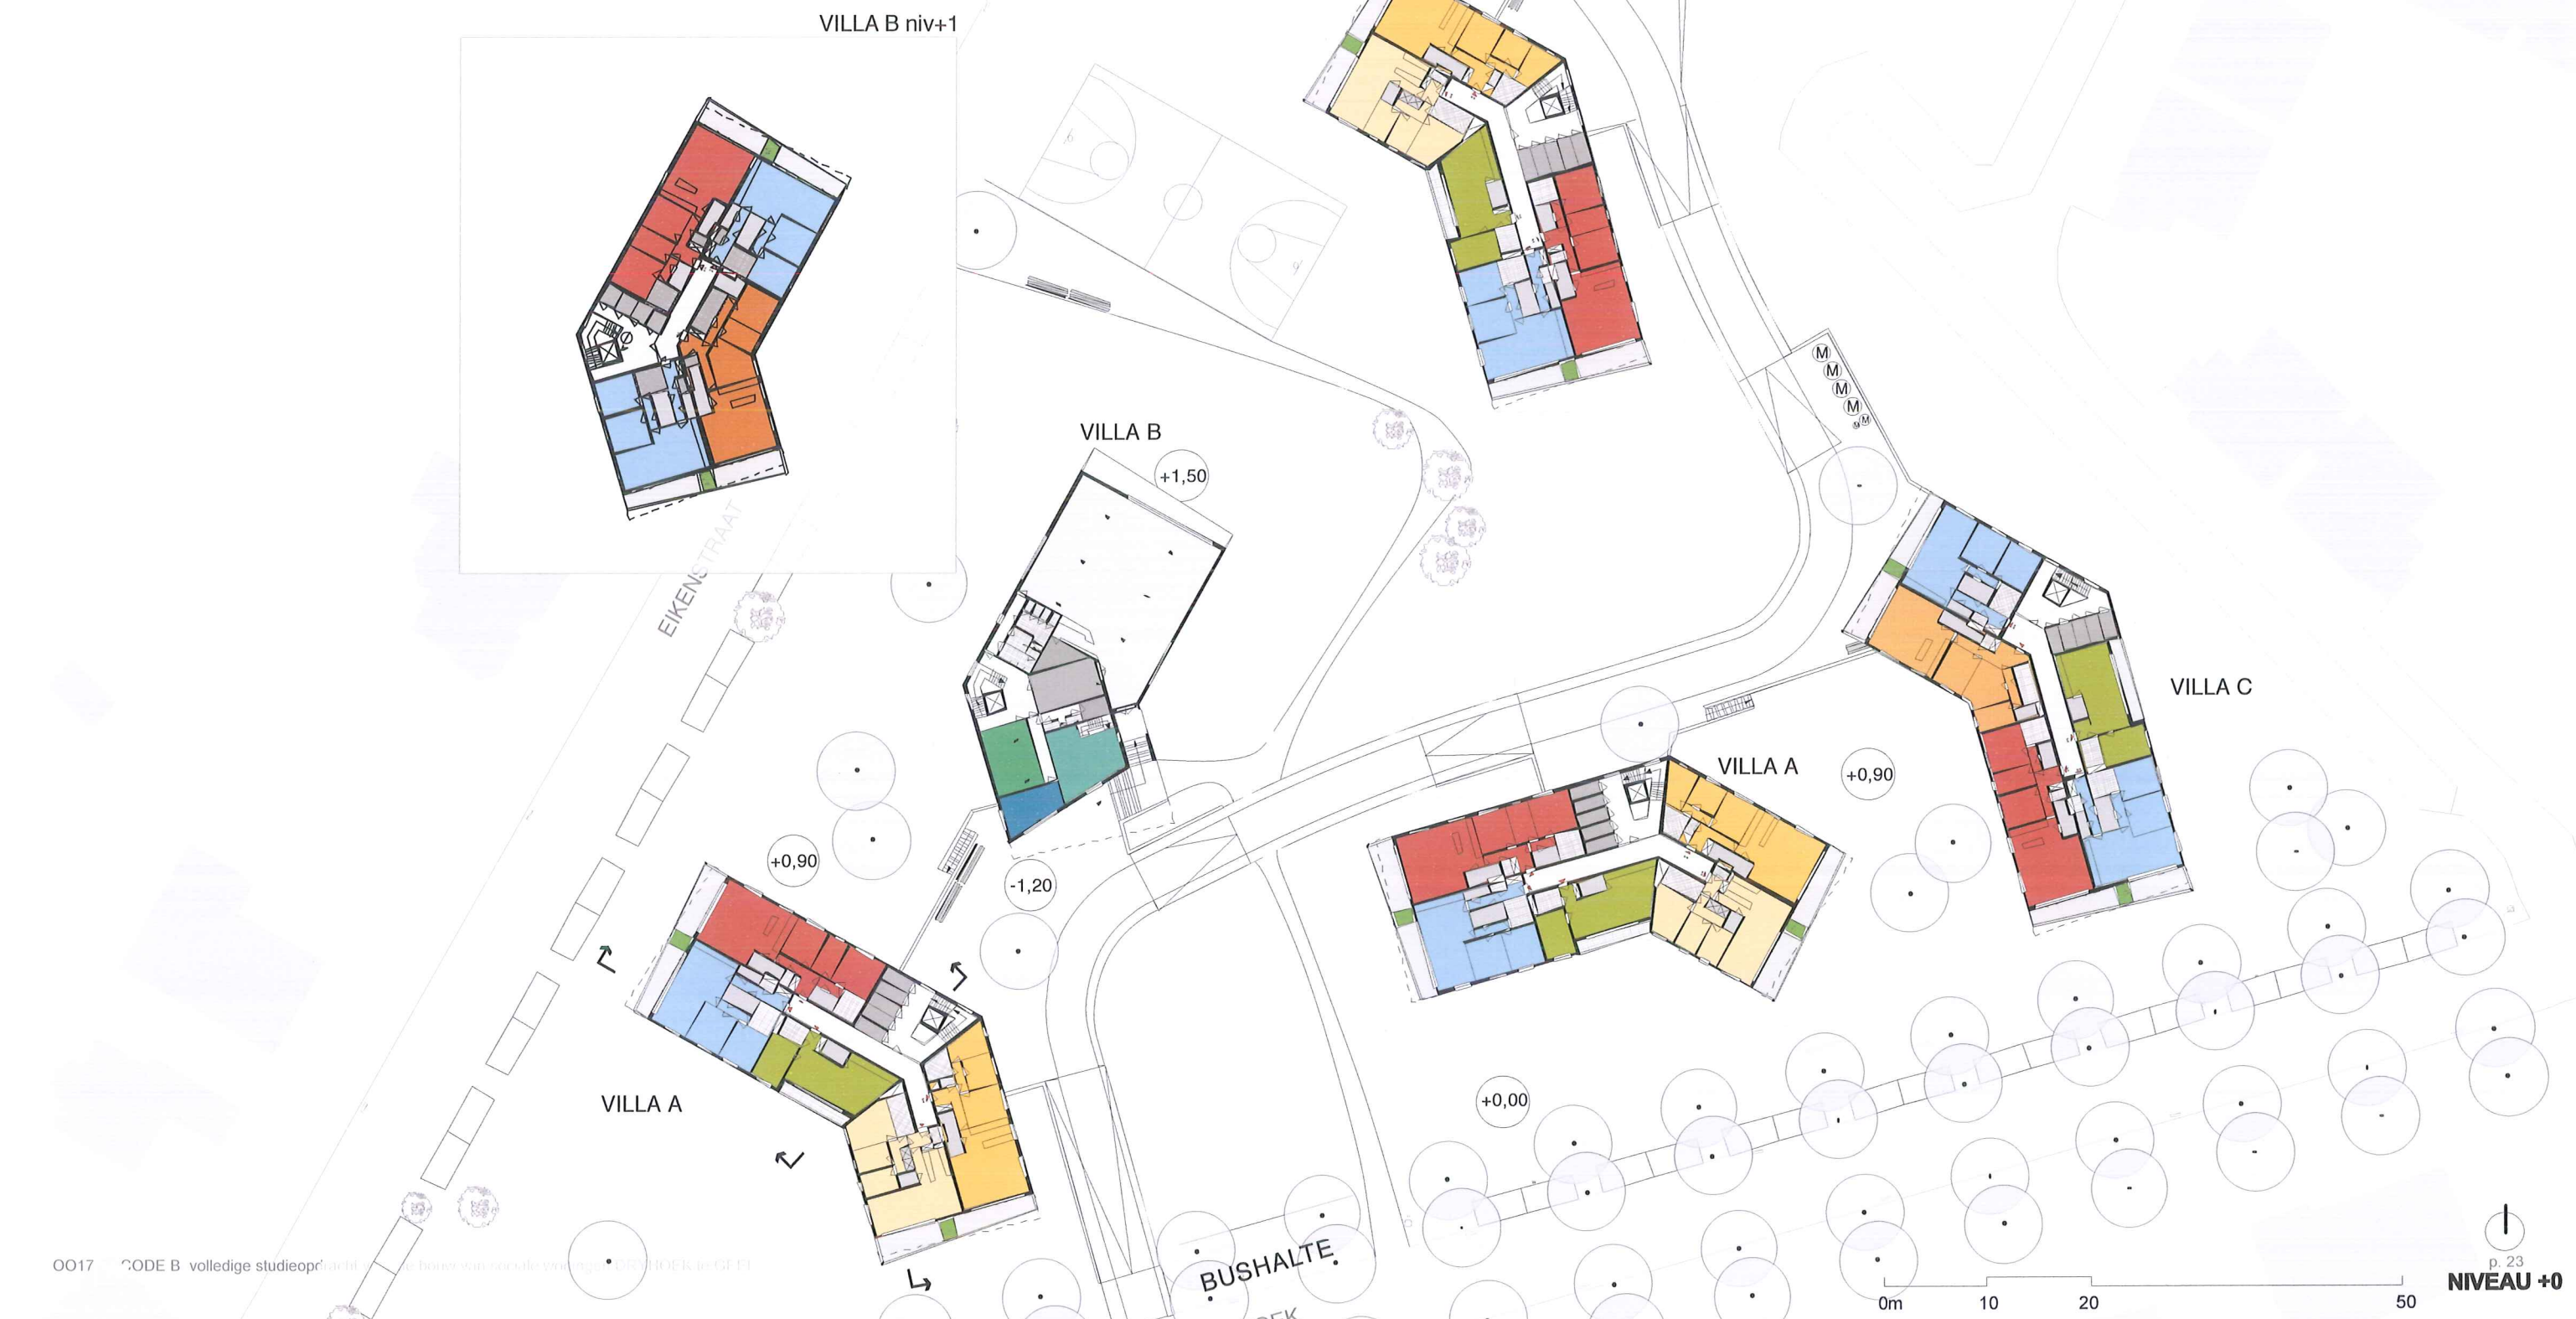 VILLA B niv+1
M
M
M
M
M
M
VILLA B
+1,50
EIKENSTRAAT
VILLA C
VILLA A
+0,90
+0,90
-1,20
VILLA A
+0,00
BUSHALTE
OO17 CODE B volledige studieopdracht
p. 23
NIVEAU +0
0m 10 20 50